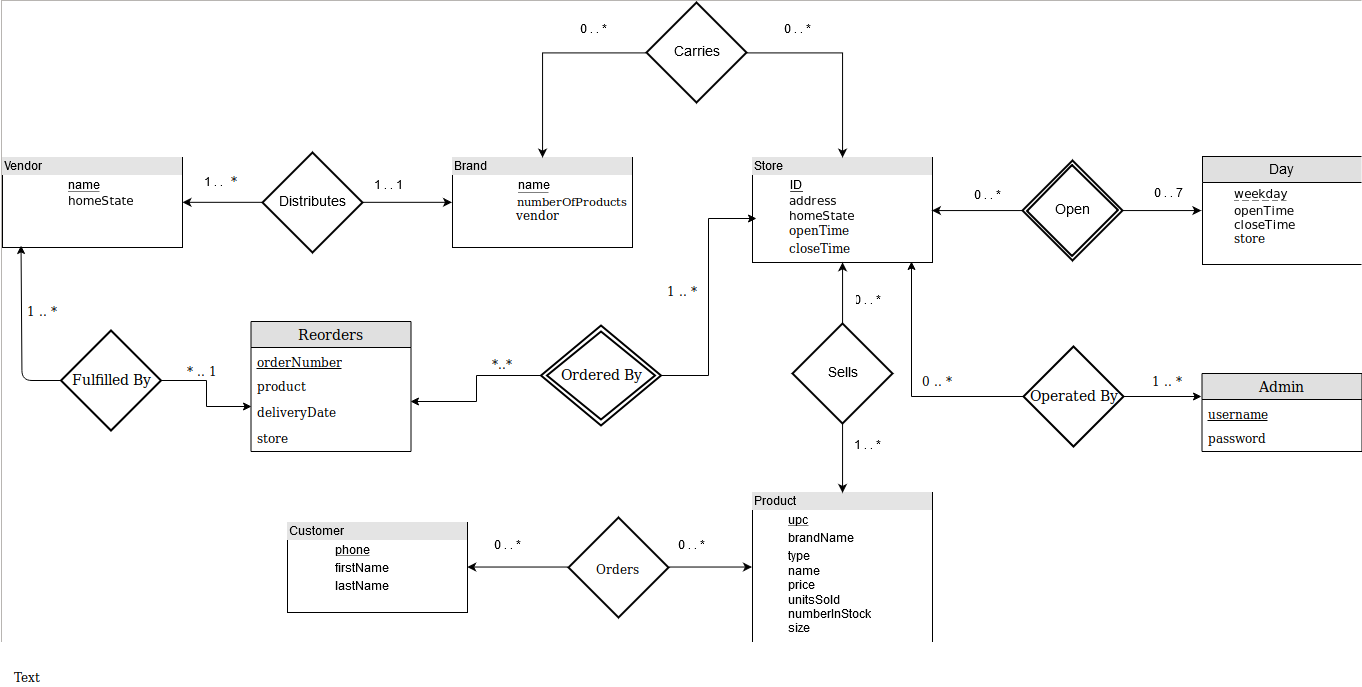 0..*
Carries
0..*
Vendor
name
homeState
1.. *
Distributes
1..1
Brand
name
numberOfProducts
vendor
Store
ID
address
homeState
openTime
closeTime
0..*
Open
0..7
Day
weekday
openTime
closeTime
store
1 .. *
Fulfilled By
* .. 1
Reorders
orderNumber
product
deliveryDate
store
*..*
Ordered By
1 .. *
0..*
Sells
1..*
0 .. *
Operated By
1 .. *
Admin
username
password
Customer
phone
firstName
lastName
0..*
Orders
0..*
Product
upc
brandName
type
name
price
unitsSold
numberInStock
size
Text